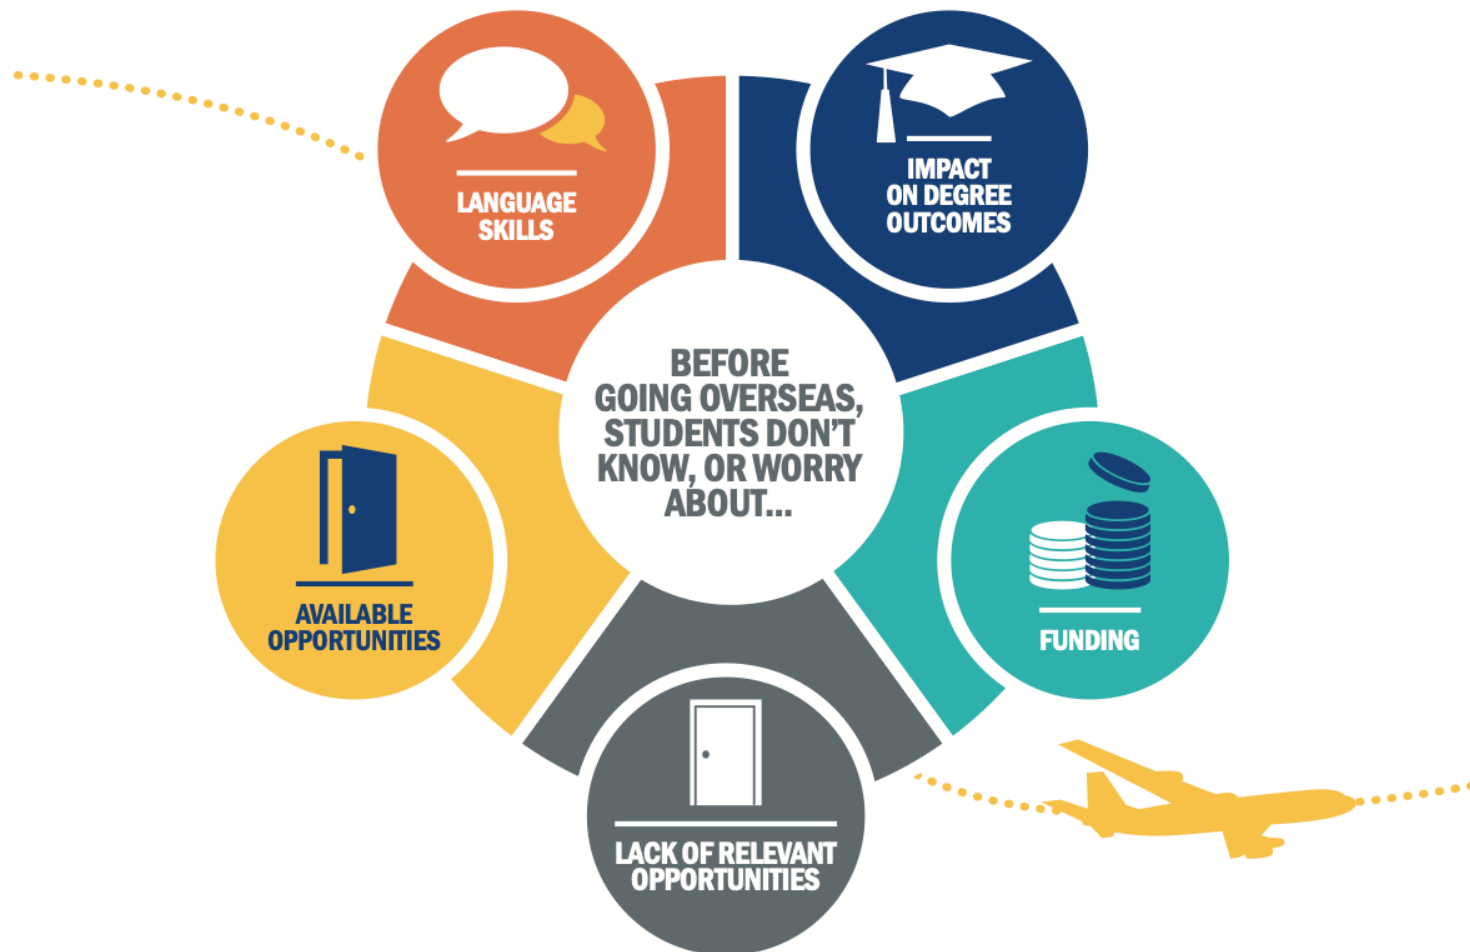 LANGUAGE
SKILLS
IMPACT
ON DEGREE
OUTCOMES
BEFORE
GOING OVERSEAS,
STUDENTS DON'T
KNOW, OR WORRY
ABOUT...
AVAILABLE
OPPORTUNITIES
FUNDING
LACK OF RELEVANT
OPPORTUNITIES